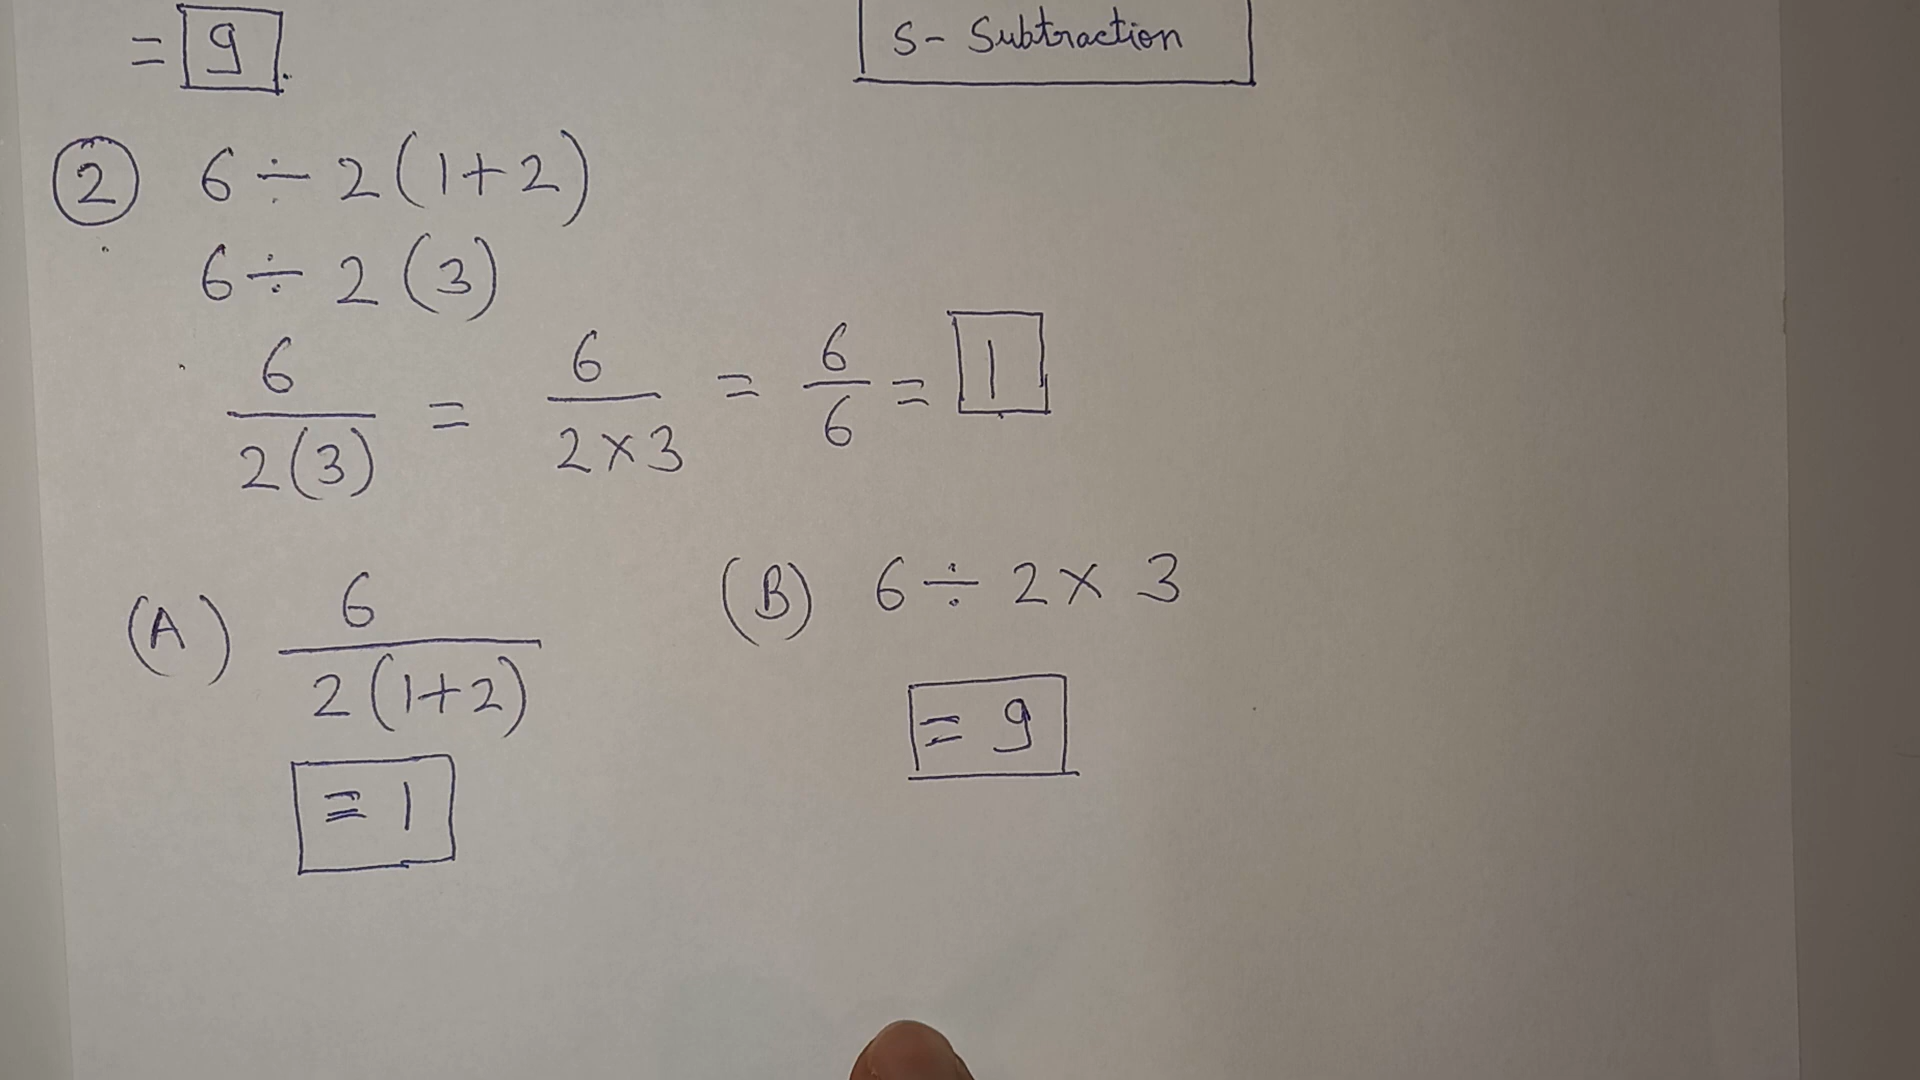 = 9.
S - Subtraction
2 6 ÷ 2 (1+2)
6 ÷ 2 (3)
6/2(3) = 6/2×3 = 6/6 = 1
(A) 6/2(1+2)
(B) 6 ÷ 2 × 3
= 9
= 1